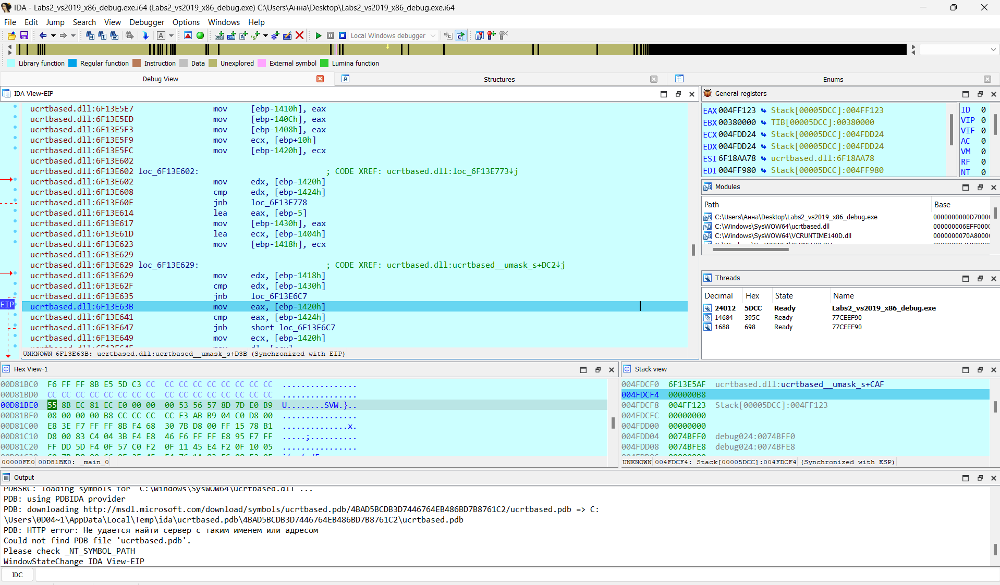 IDA - Labs2_vs2019_x86_debug.exe.i64 (Labs2_vs2019_x86_debug.exe) C:\Users\Анна\Desktop\Labs2_vs2019_x86_debug.exe.i64
File Edit Jump Search View Debugger Options Windows Help
Local Windows debugger
Library function Regular function Instruction Data Unexplored External symbol Lumina function
Debug View Structures Enums
IDA View-EIP
ucrtbased.dll:6F13E5E7 mov [ebp-1410h], eax
ucrtbased.dll:6F13E5ED mov [ebp-140Ch], eax
ucrtbased.dll:6F13E5F3 mov [ebp-1408h], eax
ucrtbased.dll:6F13E5F9 mov ecx, [ebp+10h]
ucrtbased.dll:6F13E5FC mov [ebp-1420h], ecx
ucrtbased.dll:6F13E602
ucrtbased.dll:6F13E602 loc_6F13E602: ; CODE XREF: ucrtbased.dll:loc_6F13E773↓j
ucrtbased.dll:6F13E602 mov edx, [ebp-1420h]
ucrtbased.dll:6F13E608 cmp edx, [ebp-1424h]
ucrtbased.dll:6F13E60E jnb loc_6F13E778
ucrtbased.dll:6F13E614 lea eax, [ebp-5]
ucrtbased.dll:6F13E617 mov [ebp-1430h], eax
ucrtbased.dll:6F13E61D lea ecx, [ebp-1404h]
ucrtbased.dll:6F13E623 mov [ebp-1418h], ecx
ucrtbased.dll:6F13E629
ucrtbased.dll:6F13E629 loc_6F13E629: ; CODE XREF: ucrtbased.dll:ucrtbased__umask_s+DC2↓j
ucrtbased.dll:6F13E629 mov edx, [ebp-1418h]
ucrtbased.dll:6F13E62F cmp edx, [ebp-1430h]
ucrtbased.dll:6F13E635 jnb loc_6F13E6C7
EIP ucrtbased.dll:6F13E63B mov eax, [ebp-1420h]
ucrtbased.dll:6F13E641 cmp eax, [ebp-1424h]
ucrtbased.dll:6F13E647 jnb short loc_6F13E6C7
ucrtbased.dll:6F13E649 mov ecx, [ebp-1420h]
UNKNOWN 6F13E63B: ucrtbased.dll:ucrtbased__umask_s+D3B (Synchronized with EIP)
General registers
EAX 004FF123 Stack[00005DCC]:004FF123
EBX 00380000 TIB[00005DCC]:00380000
ECX 004FDD24 Stack[00005DCC]:004FDD24
EDX 004FDD24 Stack[00005DCC]:004FDD24
ESI 6F18AA78 ucrtbased.dll:6F18AA78
EDI 004FF980 Stack[00005DCC]:004FF980
ID 0
VIP 0
VIF 0
AC 0
VM 0
RF 0
NT 0
Modules
Path Base
C:\Users\Анна\Desktop\Labs2_vs2019_x86_debug.exe 0000000000D7000
C:\Windows\SysWOW64\ucrtbased.dll 000000006EFF0000
C:\Windows\SysWOW64\VCRUNTIME140D.dll 0000000070A8000
Threads
Decimal Hex State Name
24012 5DCC Ready Labs2_vs2019_x86_debug.exe
14684 395C Ready 77CEEF90
1688 698 Ready 77CEEF90
Hex View-1
00D81BC0 F6 FF FF 8B E5 5D C3 CC CC CC CC CC CC CC CC CC ................
00D81BD0 CC CC CC CC CC CC CC CC CC CC CC CC CC CC CC CC ................
00D81BE0 55 8B EC 81 EC E0 00 00 00 53 56 57 8D 7D E0 B9 U........SVW.}..
00D81BF0 08 00 00 00 B8 CC CC CC CC F3 AB B9 04 C0 D8 00 ................
00D81C00 E8 3E F7 FF FF 8B F4 68 30 7B D8 00 FF 15 78 B1 ..............x.
00D81C10 D8 00 83 C4 04 3B F4 E8 46 F6 FF FF E8 95 F7 FF .....;..........
00D81C20 FF DD 5D F4 0F 57 C0 F2 0F 11 45 E4 F2 0F 10 05 ................
00000FE0 00D81BE0: _main_0
Stack view
004FDCF0 6F13E5AF ucrtbased.dll:ucrtbased__umask_s+CAF
004FDCF4 000000B8
004FDCF8 004FF123 Stack[00005DCC]:004FF123
004FDCFC 00000000
004FDD00 00000000
004FDD04 0074BFF0 debug024:0074BFF0
004FDD08 0074BFE8 debug024:0074BFE8
UNKNOWN 004FDCF4: Stack[00005DCC]:004FDCF4 (Synchronized with ESP)
Output
PDBSRC: loading symbols for 'C:\Windows\SysWOW64\ucrtbased.dll'...
PDB: using PDBIDA provider
PDB: downloading http://msdl.microsoft.com/download/symbols/ucrtbased.pdb/4BAD5BCDB3D7446764EB486BD7B8761C2/ucrtbased.pdb => C:
\Users\0D04~1\AppData\Local\Temp\ida\ucrtbased.pdb\4BAD5BCDB3D7446764EB486BD7B8761C2\ucrtbased.pdb
PDB: HTTP error: Не удается найти сервер с таким именем или адресом
Could not find PDB file 'ucrtbased.pdb'.
Please check _NT_SYMBOL_PATH
WindowStateChange IDA View-EIP
IDC